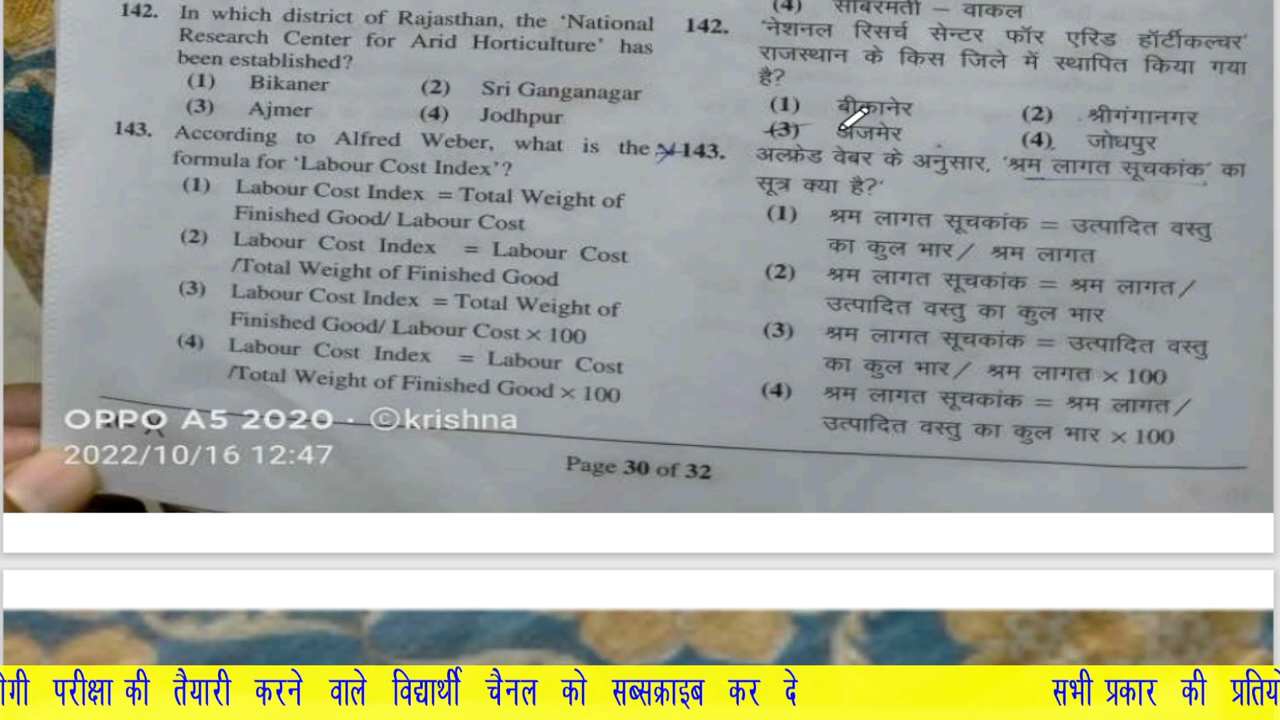 142. In which district of Rajasthan, the ‘National
Research Center for Arid Horticulture’ has
been established?
(1) Bikaner (2) Sri Ganganagar
(3) Ajmer (4) Jodhpur
143. According to Alfred Weber, what is the
formula for ‘Labour Cost Index’?
(1) Labour Cost Index = Total Weight of
Finished Good/ Labour Cost
(2) Labour Cost Index = Labour Cost
/Total Weight of Finished Good
(3) Labour Cost Index = Total Weight of
Finished Good/ Labour Cost × 100
(4) Labour Cost Index = Labour Cost
/Total Weight of Finished Good × 100
(4) साबरमती – वाकल
142. ‘नेशनल रिसर्च सेन्टर फॉर एरिड हॉर्टीकल्चर’
राजस्थान के किस जिले में स्थापित किया गया
है?
(1) बीकानेर (2) श्रीगंगानगर
(3) अजमेर (4) जोधपुर
143. अल्फ्रेड वेबर के अनुसार, ‘श्रम लागत सूचकांक’ का
सूत्र क्या है?
(1) श्रम लागत सूचकांक = उत्पादित वस्तु
का कुल भार / श्रम लागत
(2) श्रम लागत सूचकांक = श्रम लागत /
उत्पादित वस्तु का कुल भार
(3) श्रम लागत सूचकांक = उत्पादित वस्तु
का कुल भार / श्रम लागत × 100
(4) श्रम लागत सूचकांक = श्रम लागत /
उत्पादित वस्तु का कुल भार × 100
OPPO A5 2020 · ©krishna
2022/10/16 12:47
Page 30 of 32
ोगी परीक्षा की तैयारी करने वाले विद्यार्थी चैनल को सब्सक्राइब कर दे सभी प्रकार की प्रतियो